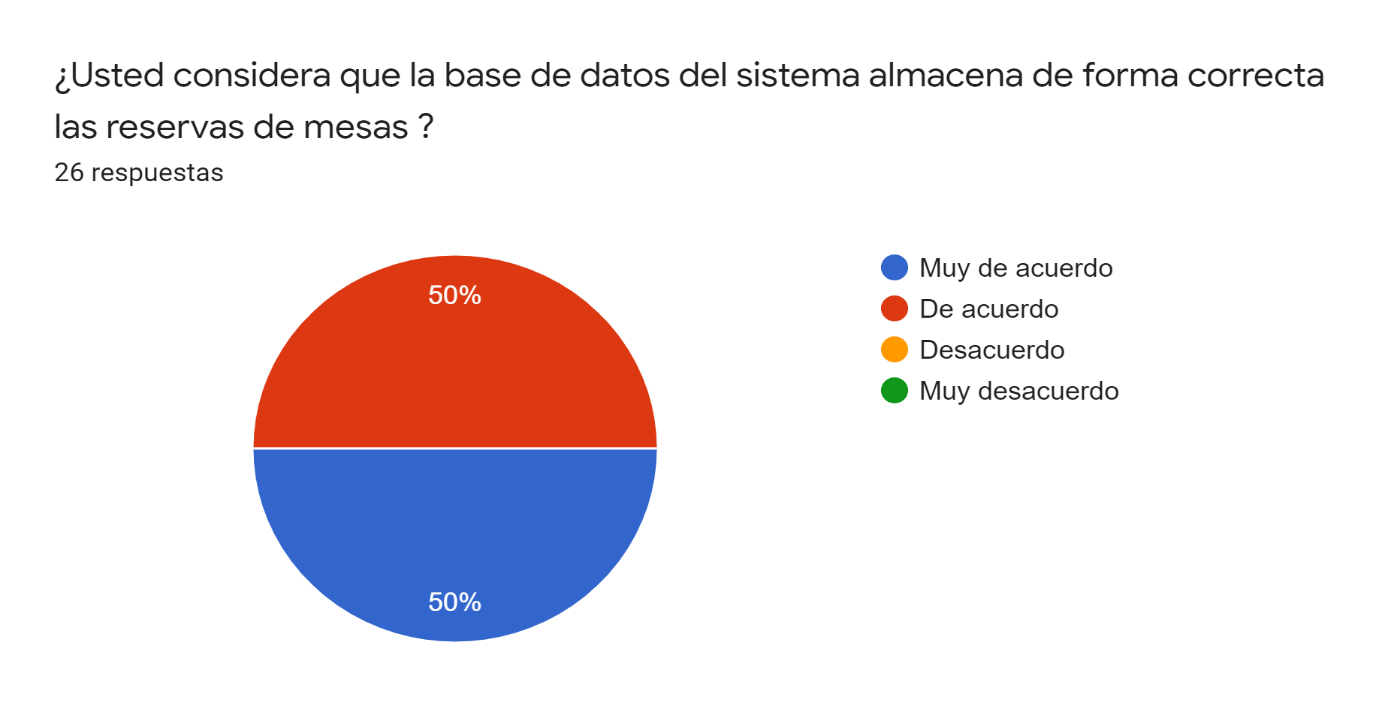 ¿Usted considera que la base de datos del sistema almacena de forma correcta
las reservas de mesas ?
26 respuestas
50%
50%
Muy de acuerdo
De acuerdo
Desacuerdo
Muy desacuerdo